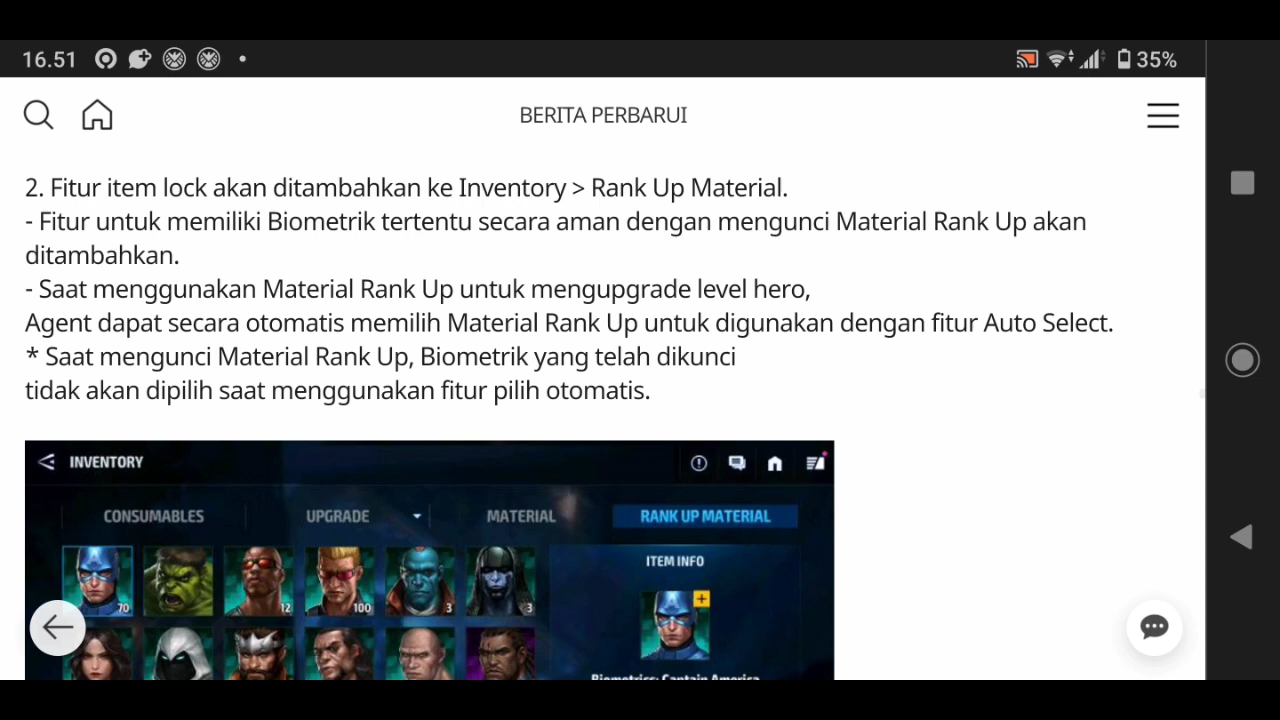 16.51
35%
BERITA PERBARUI
2. Fitur item lock akan ditambahkan ke Inventory > Rank Up Material.
- Fitur untuk memiliki Biometrik tertentu secara aman dengan mengunci Material Rank Up akan
ditambahkan.
- Saat menggunakan Material Rank Up untuk mengupgrade level hero,
Agent dapat secara otomatis memilih Material Rank Up untuk digunakan dengan fitur Auto Select.
* Saat mengunci Material Rank Up, Biometrik yang telah dikunci
tidak akan dipilih saat menggunakan fitur pilih otomatis.
INVENTORY
CONSUMABLES UPGRADE MATERIAL RANK UP MATERIAL
ITEM INFO
70 12 100 3 3
Biometrics: Captain America